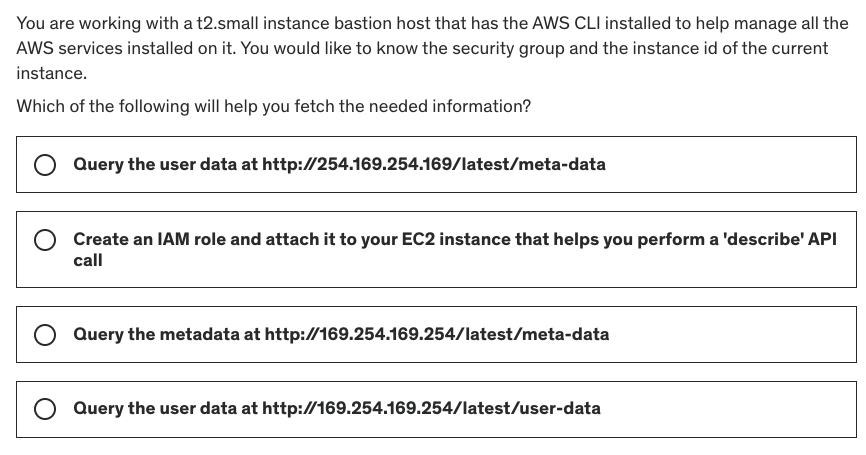 You are working with a t2.small instance bastion host that has the AWS CLI installed to help manage all the
AWS services installed on it. You would like to know the security group and the instance id of the current
instance.
Which of the following will help you fetch the needed information?
Query the user data at http://254.169.254.169/latest/meta-data
Create an IAM role and attach it to your EC2 instance that helps you perform a 'describe' API
call
Query the metadata at http://169.254.169.254/latest/meta-data
Query the user data at http://169.254.169.254/latest/user-data